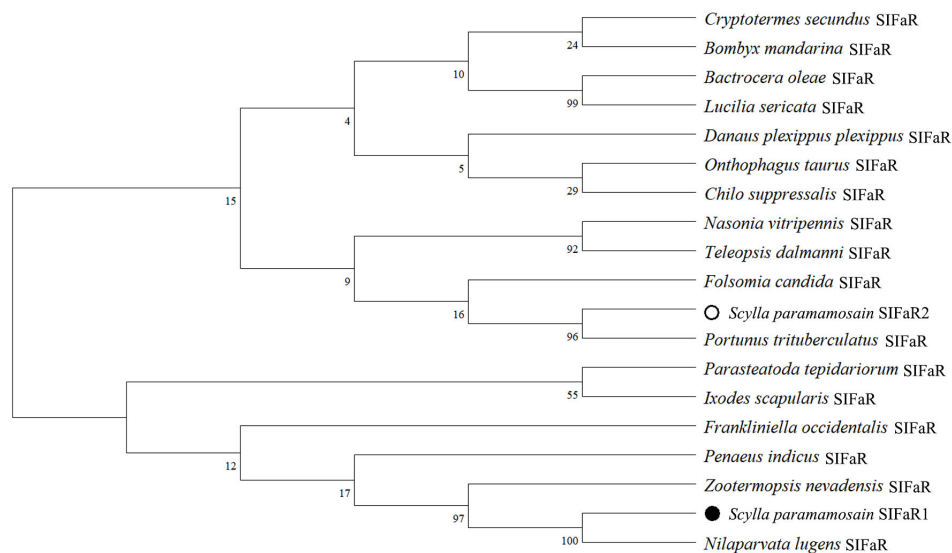 Cryptotermes secundus SIFaR
24
Bombyx mandarina SIFaR
10
Bactrocera oleae SIFaR
99
Lucilia sericata SIFaR
4
Danaus plexippus plexippus SIFaR
5
Onthophagus taurus SIFaR
29
Chilo suppressalis SIFaR
15
Nasonia vitripennis SIFaR
92
Teleopsis dalmanni SIFaR
9
Folsomia candida SIFaR
16
Scylla paramamosain SIFaR2
96
Portunus trituberculatus SIFaR
Parasteatoda tepidariorum SIFaR
55
Ixodes scapularis SIFaR
Frankliniella occidentalis SIFaR
12
Penaeus indicus SIFaR
17
Zootermopsis nevadensis SIFaR
97
Scylla paramamosain SIFaR1
100
Nilaparvata lugens SIFaR